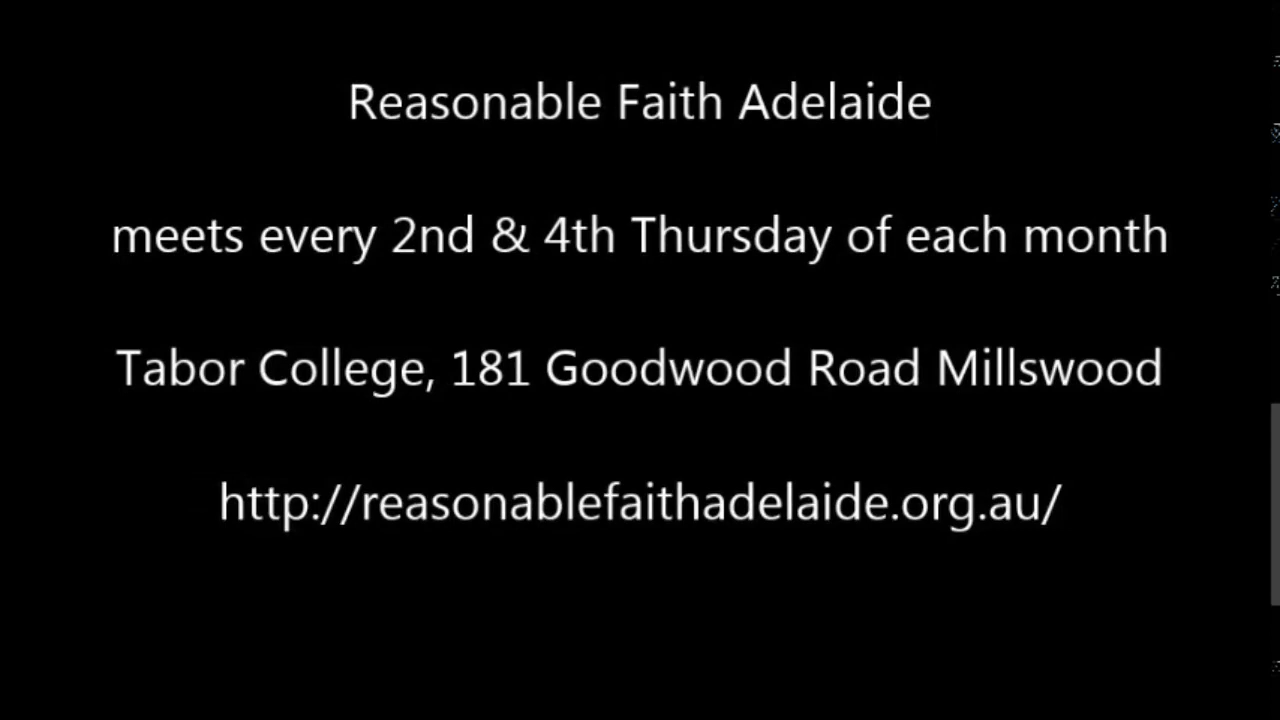 Reasonable Faith Adelaide
meets every 2nd & 4th Thursday of each month
Tabor College, 181 Goodwood Road Millswood
http://reasonablefaithadelaide.org.au/